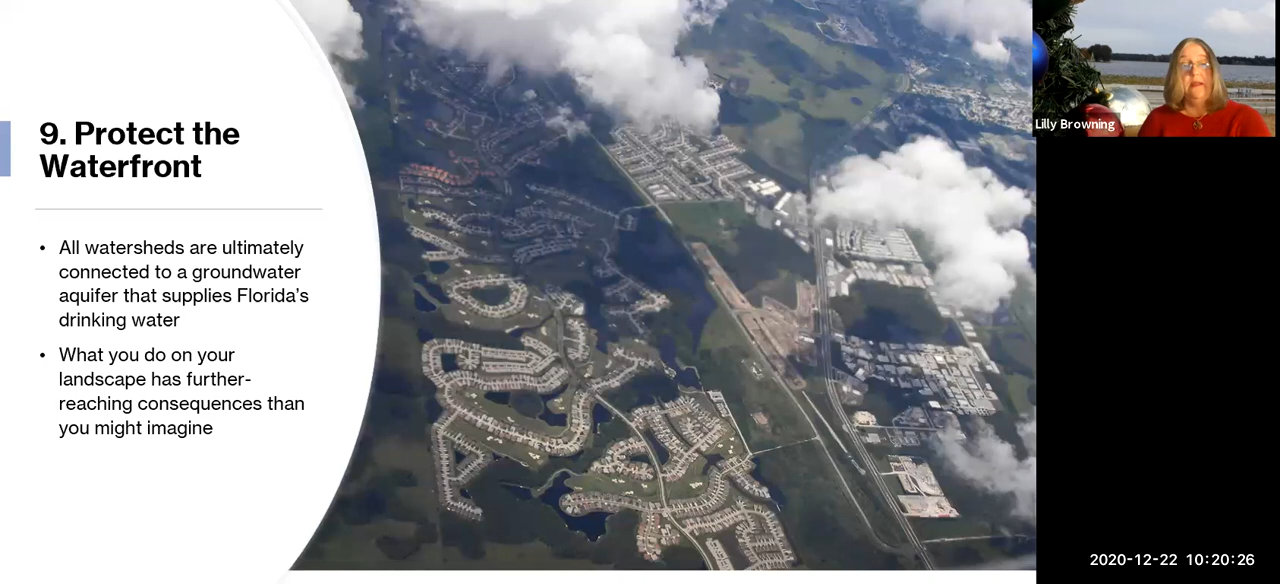 9. Protect the
Waterfront
• All watersheds are ultimately
connected to a groundwater
aquifer that supplies Florida’s
drinking water
• What you do on your
landscape has further-
reaching consequences than
you might imagine
Lilly Browning
2020-12-22 10:20:26